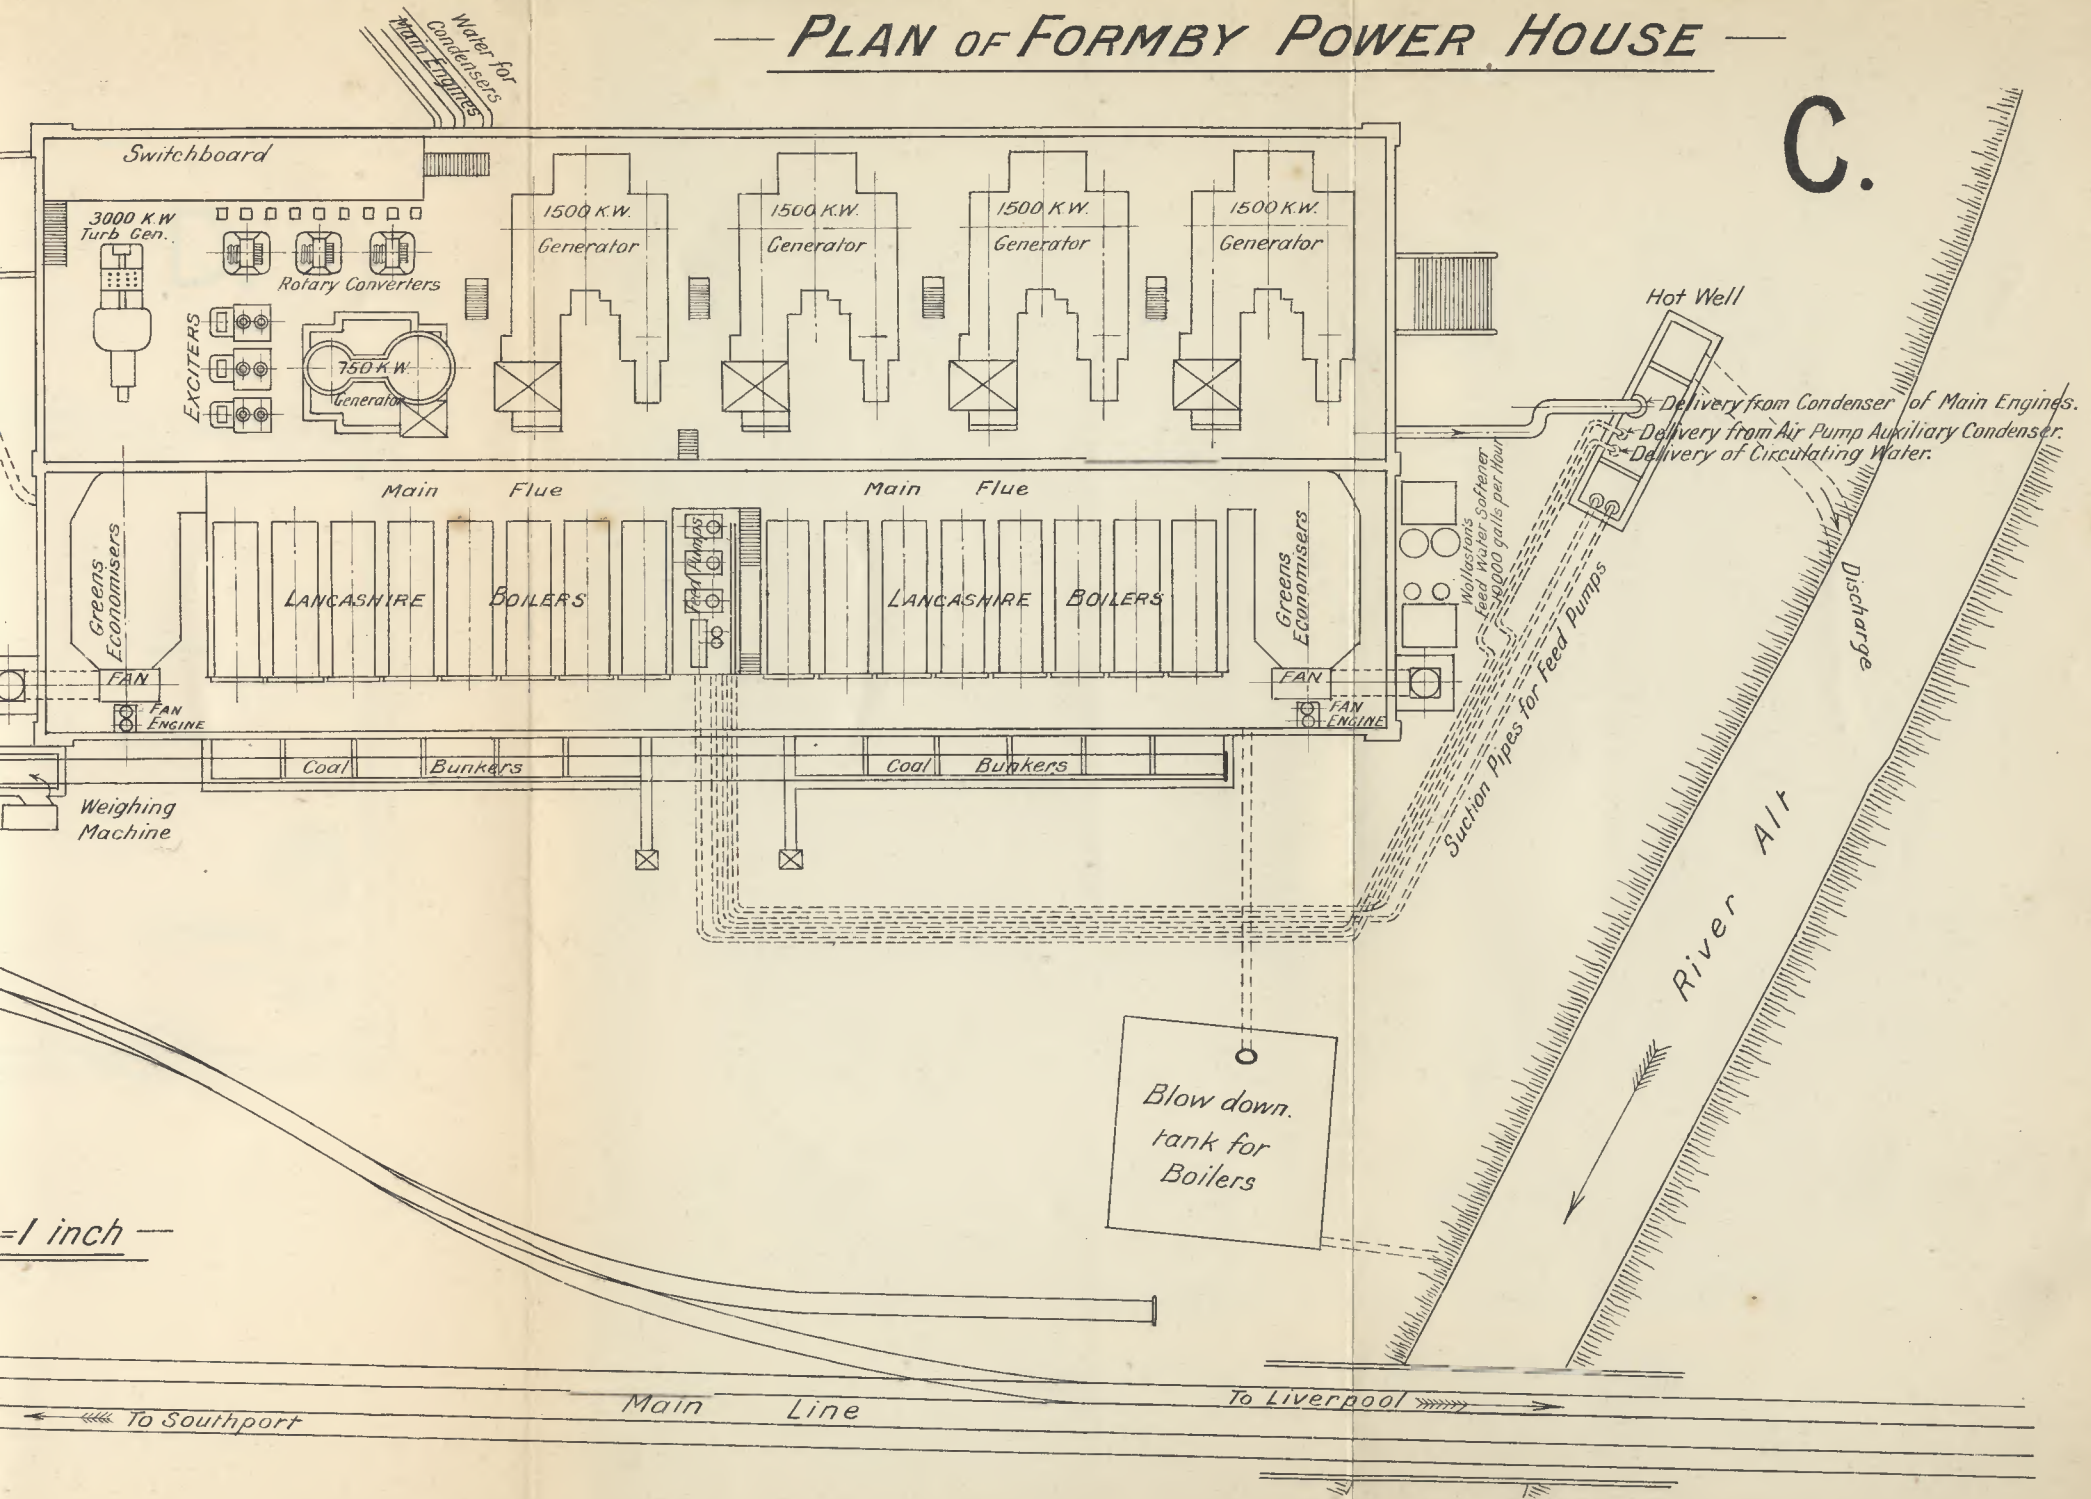 — PLAN OF FORMBY POWER HOUSE —
C.
Water for
Condensers
Main Engines
Switchboard
3000 K.W
Turb Gen.
Rotary Converters
EXCITERS
750 K.W
Generator
1500 K.W.
Generator
1500 K.W.
Generator
1500 K.W.
Generator
1500 K.W.
Generator
Hot Well
Delivery from Condenser of Main Engines.
Delivery from Air Pump Auxiliary Condenser.
Delivery of Circulating Water.
Wollaston's
Feed Water Softener
10000 galls per Hour
Discharge
Main Flue
Main Flue
Greens
Economisers
LANCASHIRE BOILERS
Feed Pumps
LANCASHIRE BOILERS
Greens
Economisers
FAN
FAN
ENGINE
FAN
FAN
ENGINE
Suction Pipes for Feed Pumps
Coal Bunkers
Coal Bunkers
Weighing
Machine
River Alt
Blow down.
tank for
Boilers
=1 inch —
To Southport
Main Line
To Liverpool